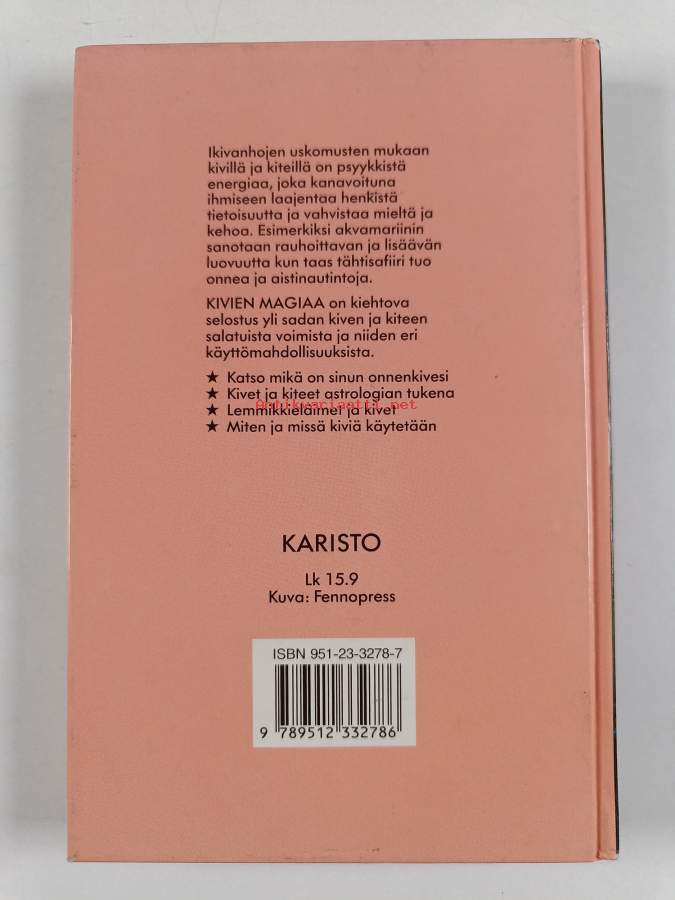 Ikivanhojen uskomusten mukaan
kivillä ja kiteillä on psyykkistä
energiaa, joka kanavoituna
ihmiseen laajentaa henkistä
tietoisuutta ja vahvistaa mieltä ja
kehoa. Esimerkiksi akvamariinin
sanotaan rauhoittavan ja lisäävän
luovuutta kun taas tähtisafiiri tuo
onnea ja aistinautintoja.
KIVIEN MAGIAA on kiehtova
selostus yli sadan kiven ja kiteen
salatuista voimista ja niiden eri
käyttömahdollisuuksista.
★ Katso mikä on sinun onnenkivesi
★ Kivet ja kiteet astrologian tukena
Antikvariaatti.net
★ Lemmikkieläimet ja kivet
★ Miten ja missä kiviä käytetään
KARISTO
Lk 15.9
Kuva: Fennopress
ISBN 951-23-3278-7
9 789512 332786